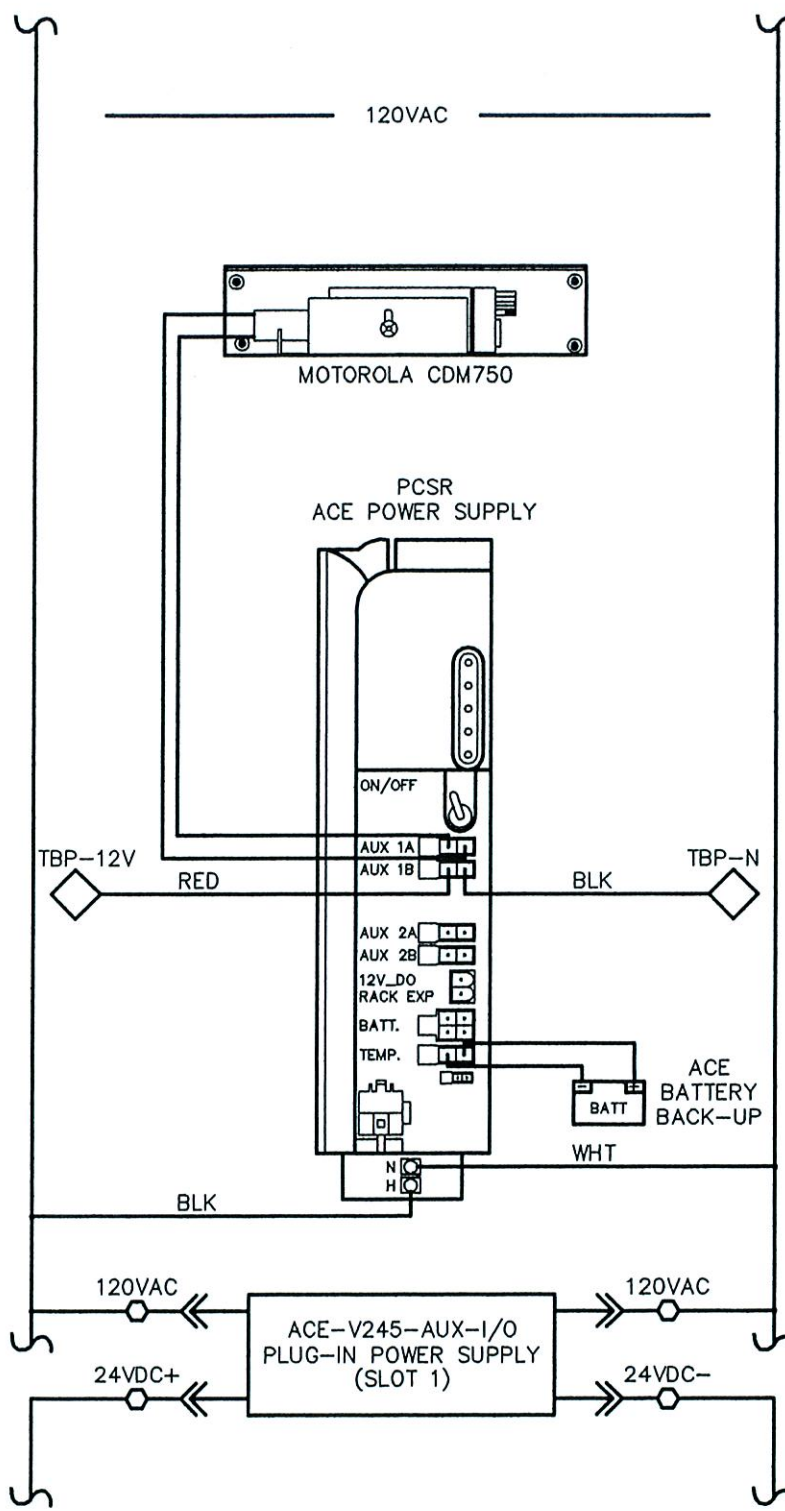 120VAC
MOTOROLA CDM750
PCSR
ACE POWER SUPPLY
ON/OFF
AUX 1A
AUX 1B
TBP-12V
RED
BLK
TBP-N
AUX 2A
AUX 2B
12V_DO
RACK EXP
BATT.
TEMP.
- +
BATT
ACE
BATTERY
BACK-UP
N
H
WHT
BLK
120VAC
120VAC
ACE-V245-AUX-I/O
PLUG-IN POWER SUPPLY
(SLOT 1)
24VDC+
24VDC-